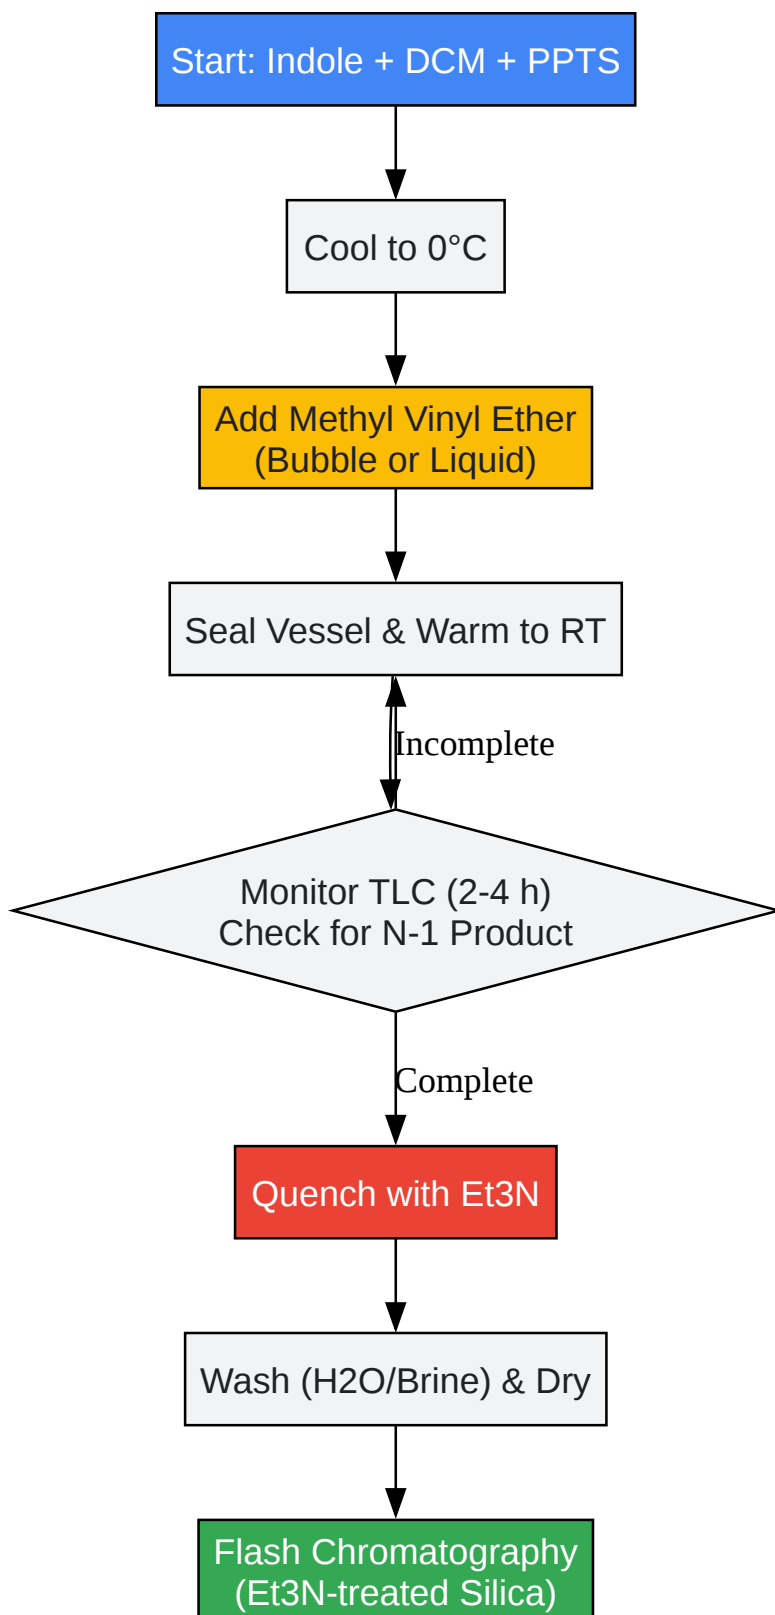 Start: Indole + DCM + PPTS
Cool to 0°C
Add Methyl Vinyl Ether
(Bubble or Liquid)
Seal Vessel & Warm to RT
Incomplete
Monitor TLC (2-4 h)
Check for N-1 Product
Complete
Quench with Et3N
Wash (H2O/Brine) & Dry
Flash Chromatography
(Et3N-treated Silica)